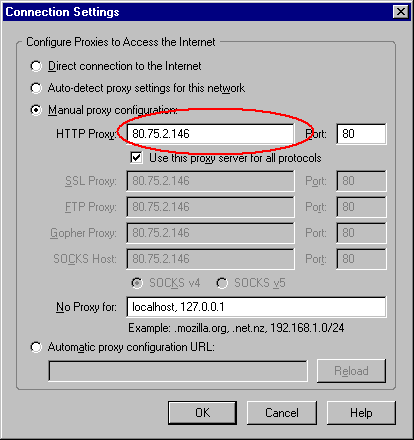 Connection Settings
Configure Proxies to Access the Internet
Direct connection to the Internet
Auto-detect proxy settings for this network
Manual proxy configuration:
HTTP Proxy: 80.75.2.146 Port: 80
Use this proxy server for all protocols
SSL Proxy: 80.75.2.146 Port: 80
FTP Proxy: 80.75.2.146 Port: 80
Gopher Proxy: 80.75.2.146 Port: 80
SOCKS Host: 80.75.2.146 Port: 80
SOCKS v4 SOCKS v5
No Proxy for: localhost, 127.0.0.1
Example: .mozilla.org, .net.nz, 192.168.1.0/24
Automatic proxy configuration URL:
Reload
OK Cancel Help